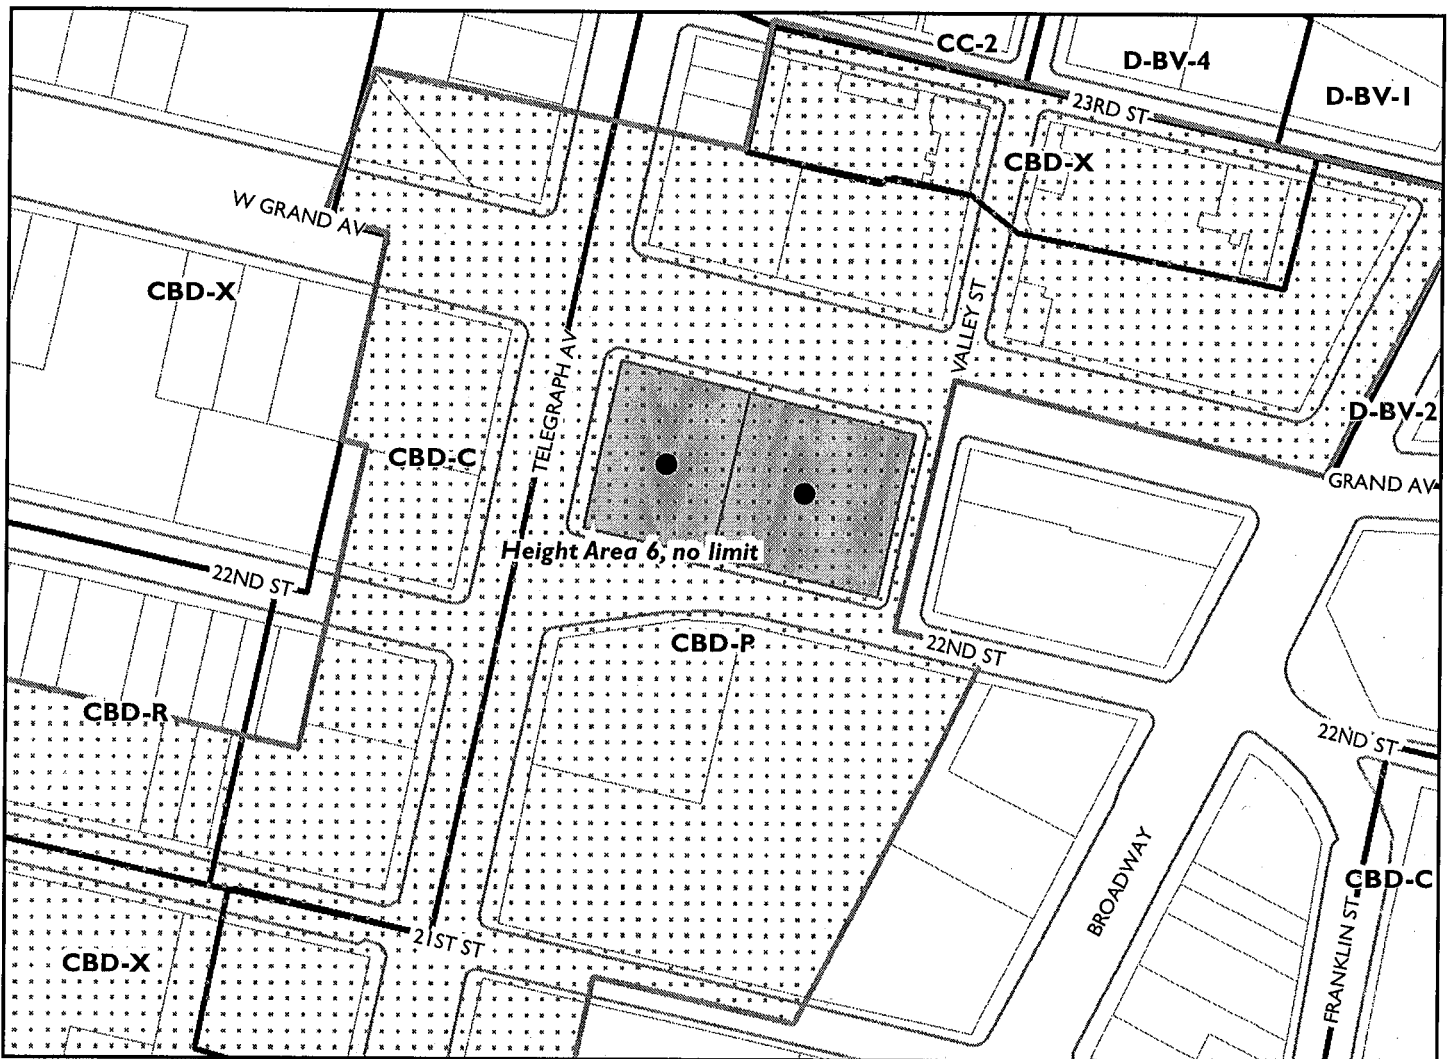 CC-2
D-BV-4
D-BV-1
23RD ST
CBD-X
W GRAND AV
CBD-X
VALLEY ST
TELEGRAPH AV
D-BV-2
CBD-C
GRAND AV
Height Area 6, no limit
22ND ST
CBD-P
22ND ST
CBD-R
22ND ST
BROADWAY
CBD-C
21ST ST
FRANKLIN ST
CBD-X